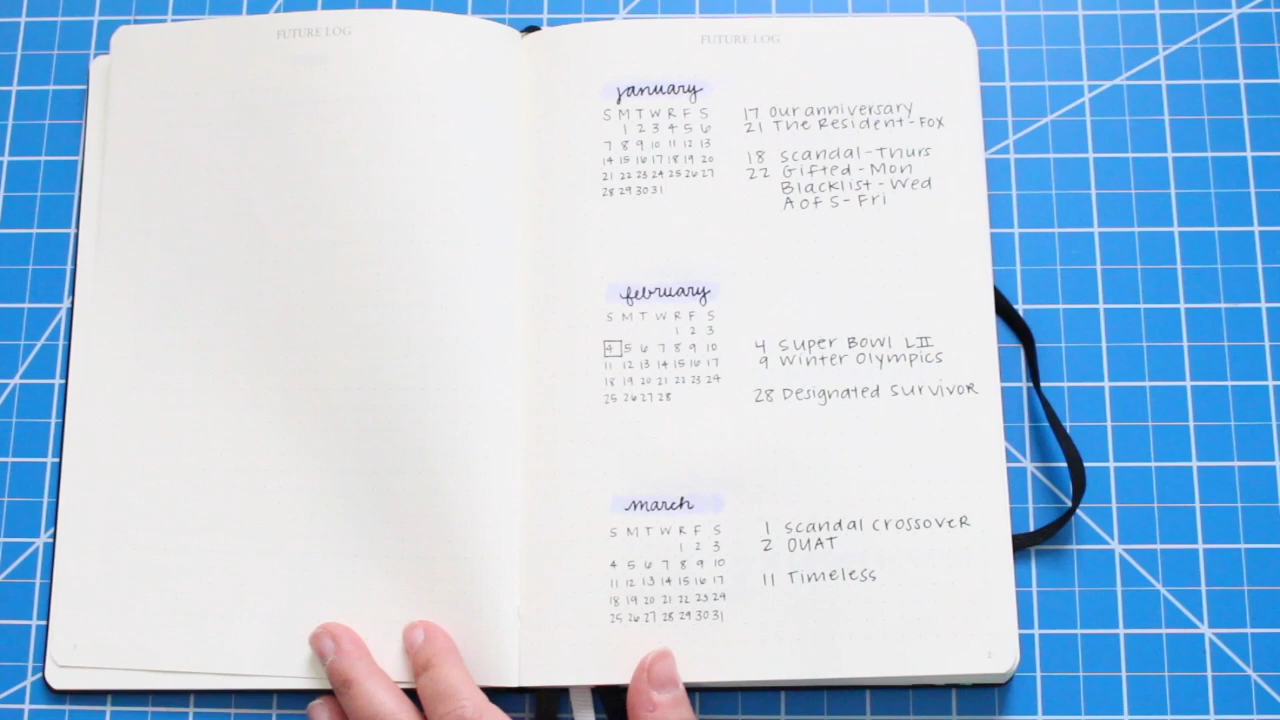 FUTURE LOG
FUTURE LOG
january
S M T W R F S
1 2 3 4 5 6
7 8 9 10 11 12 13
14 15 16 17 18 19 20
21 22 23 24 25 26 27
28 29 30 31
17 our anniversary
21 The Resident - FOX
18 Scandal - Thurs
22 Gifted - Mon
Blacklist - Wed
A of S - Fri
february
S M T W R F S
1 2 3
4 5 6 7 8 9 10
11 12 13 14 15 16 17
18 19 20 21 22 23 24
25 26 27 28
4 Super Bowl LII
9 Winter Olympics
28 Designated Survivor
march
S M T W R F S
1 2 3
4 5 6 7 8 9 10
11 12 13 14 15 16 17
18 19 20 21 22 23 24
25 26 27 28 29 30 31
1 Scandal Crossover
2 OUAT
11 Timeless
1
2